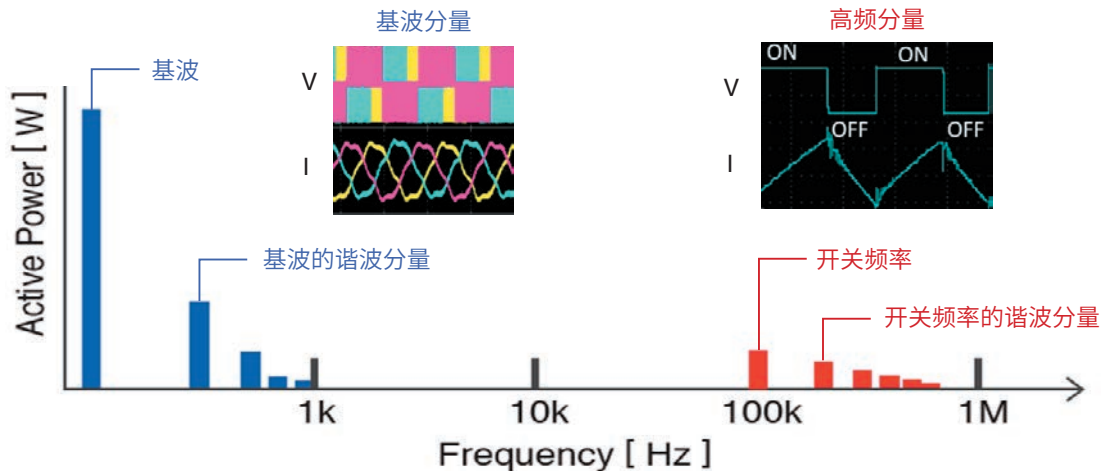 基波分量
高频分量
基波
V
I
V
I
ON
ON
OFF
OFF
Active Power [ W ]
基波的谐波分量
开关频率
开关频率的谐波分量
1k
10k
100k
1M
Frequency [ Hz ]